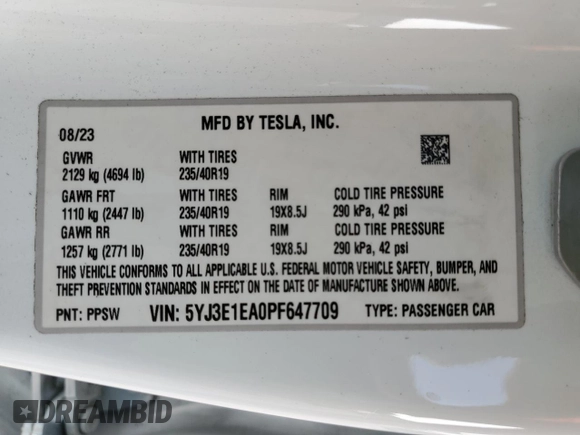 MFD BY TESLA, INC.
08/23
GVWR WITH TIRES
2129 kg (4694 lb) 235/40R19
GAWR FRT WITH TIRES RIM COLD TIRE PRESSURE
1110 kg (2447 lb) 235/40R19 19X8.5J 290 kPa, 42 psi
GAWR RR WITH TIRES RIM COLD TIRE PRESSURE
1257 kg (2771 lb) 235/40R19 19X8.5J 290 kPa, 42 psi
THIS VEHICLE CONFORMS TO ALL APPLICABLE U.S. FEDERAL MOTOR VEHICLE SAFETY, BUMPER, AND
THEFT PREVENTION STANDARDS IN EFFECT ON THE DATE OF MANUFACTURE SHOWN ABOVE.
PNT: PPSW VIN: 5YJ3E1EA0PF647709 TYPE: PASSENGER CAR
DREAMBID